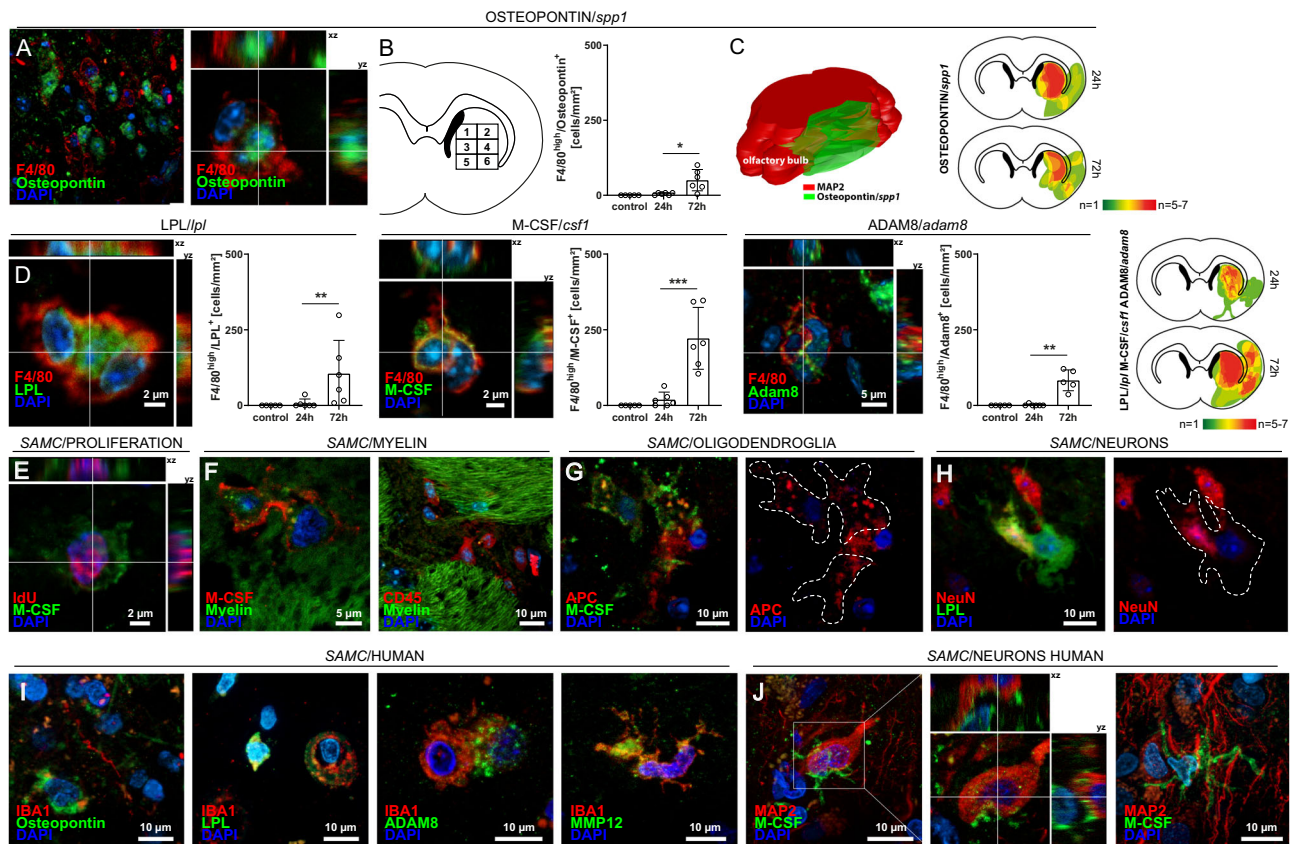 OSTEOPONTIN/spp1
A
F4/80
Osteopontin
DAPI
xz
yz
F4/80
Osteopontin
DAPI
B
1 2
3 4
5 6
F4/80high/Osteopontin+
[cells/mm²]
500
250
0
*
control 24h 72h
C
olfactory bulb
MAP2
Osteopontin/spp1
OSTEOPONTIN/spp1
24h
72h
n=1 n=5-7
LPL/lpl
D
xz
yz
F4/80
LPL
DAPI
2 µm
F4/80high/LPL+ [cells/mm²]
500
250
0
**
control 24h 72h
M-CSF/csf1
xz
yz
F4/80
M-CSF
DAPI
2 µm
F4/80high/M-CSF+ [cells/mm²]
500
250
0
***
control 24h 72h
ADAM8/adam8
xz
yz
F4/80
Adam8
DAPI
5 µm
F4/80high/Adam8+ [cells/mm²]
500
250
0
**
control 24h 72h
LPL/lpl M-CSF/csf1 ADAM8/adam8
24h
72h
n=1 n=5-7
SAMC/PROLIFERATION
E
xz
yz
IdU
M-CSF
DAPI
2 µm
SAMC/MYELIN
F
M-CSF
Myelin
DAPI
5 µm
CD45
Myelin
DAPI
10 µm
SAMC/OLIGODENDROGLIA
G
APC
M-CSF
DAPI
10 µm
APC
DAPI
10 µm
SAMC/NEURONS
H
NeuN
LPL
DAPI
10 µm
NeuN
DAPI
10 µm
SAMC/HUMAN
I
IBA1
Osteopontin
DAPI
10 µm
IBA1
LPL
DAPI
10 µm
IBA1
ADAM8
DAPI
10 µm
IBA1
MMP12
DAPI
10 µm
SAMC/NEURONS HUMAN
J
MAP2
M-CSF
DAPI
10 µm
xz
yz
MAP2
M-CSF
DAPI
MAP2
M-CSF
DAPI
10 µm